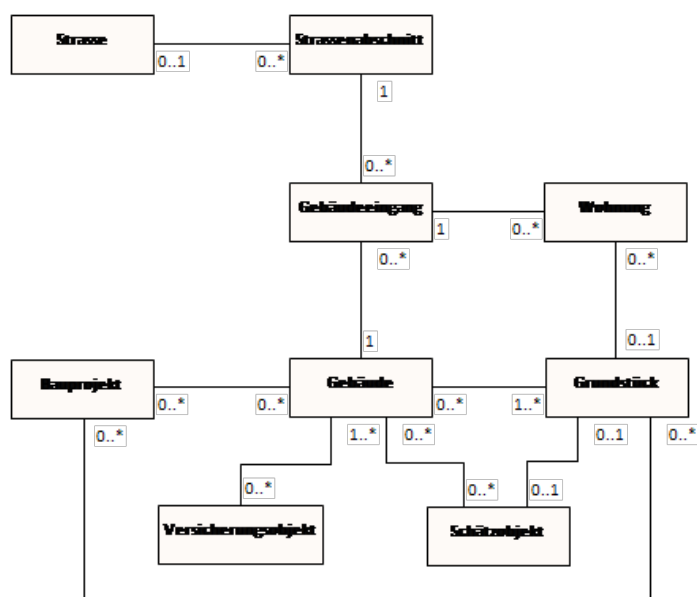 Strasse
Strassenabschnitt
0..1
0..*
1
0..*
Gebäudeeingang
Wohnung
1
0..*
0..*
0..*
1
0..1
Bauprojekt
Gebäude
Grundstück
0..*
0..*
0..*
1..*
0..*
1..*
0..*
0..1
0..*
0..*
0..*
0..1
Versicherungsobjekt
Schätzobjekt